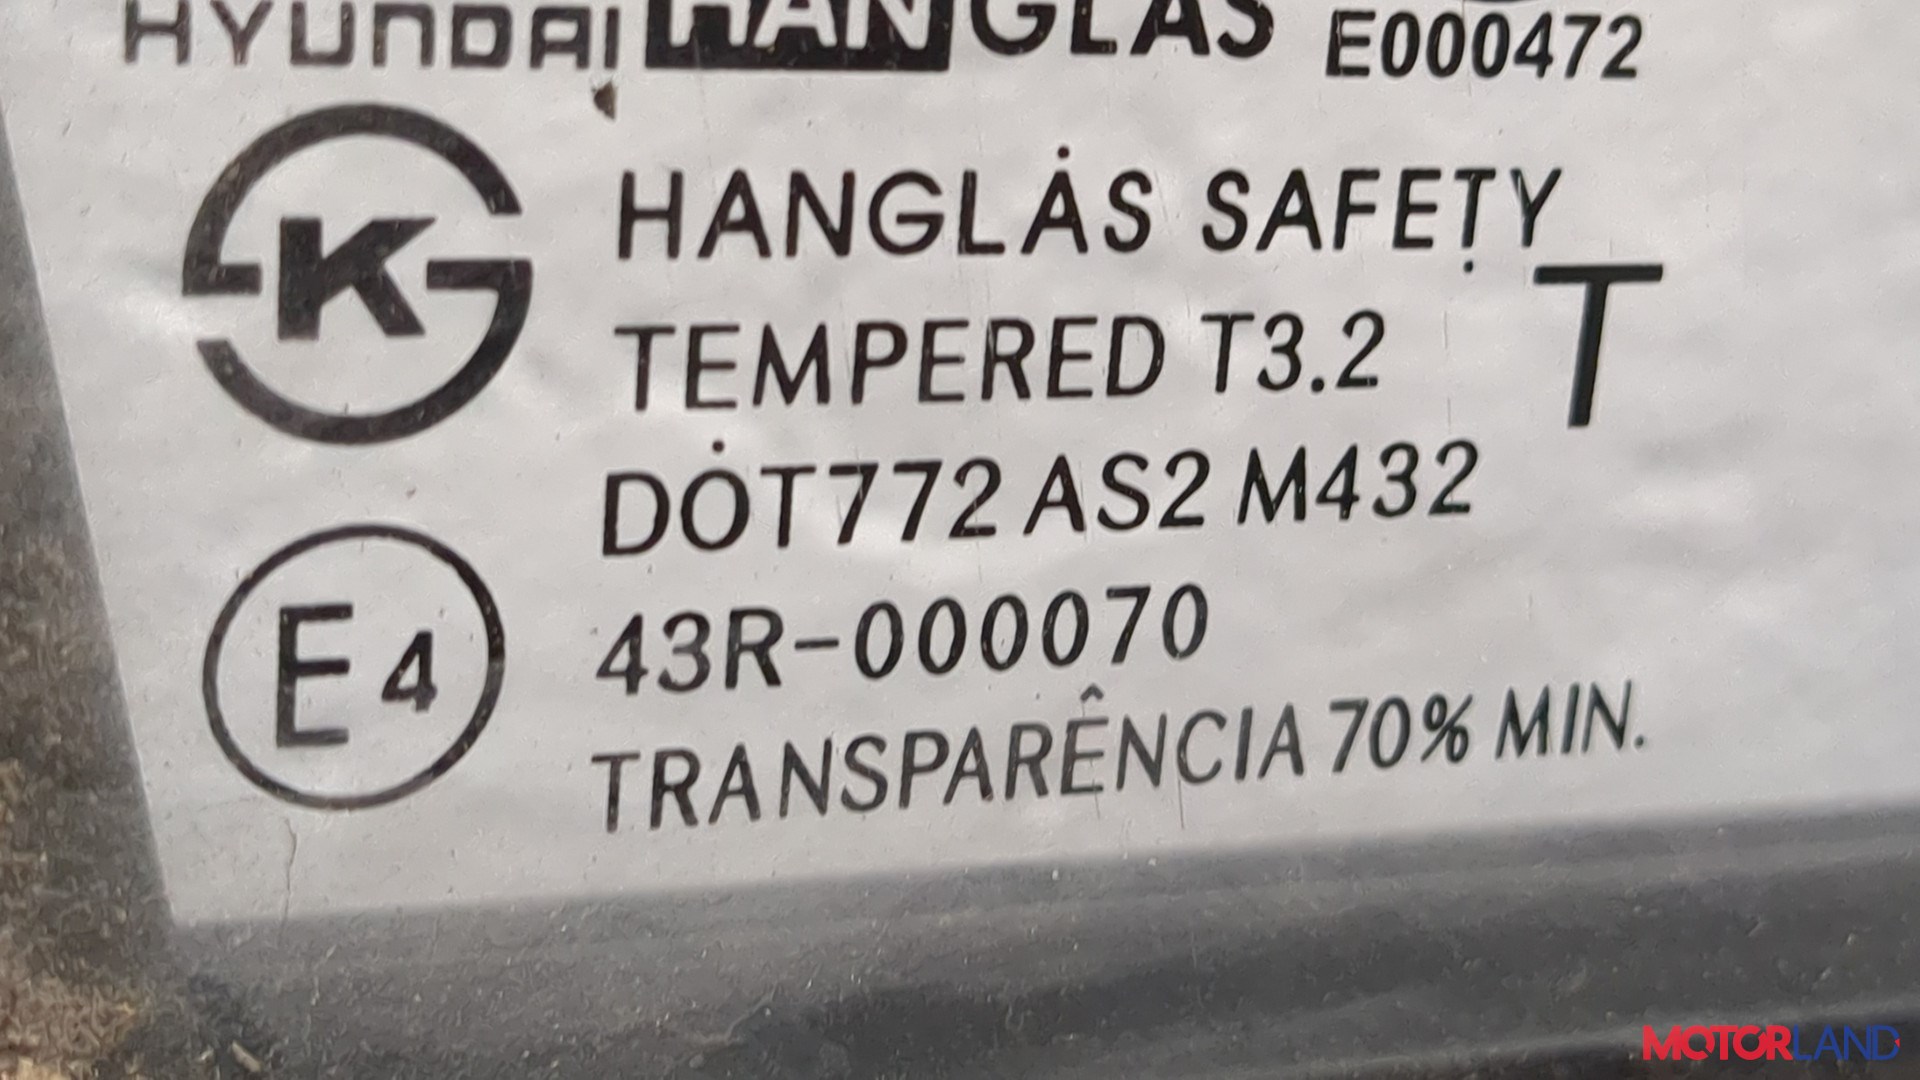 HYUNDAI HANGLAS E000472
K
HANGLAS SAFETY
TEMPERED T3.2 T
DOT772 AS2 M432
E4 43R-000070
TRANSPARÊNCIA 70% MIN.
MOTORLAND